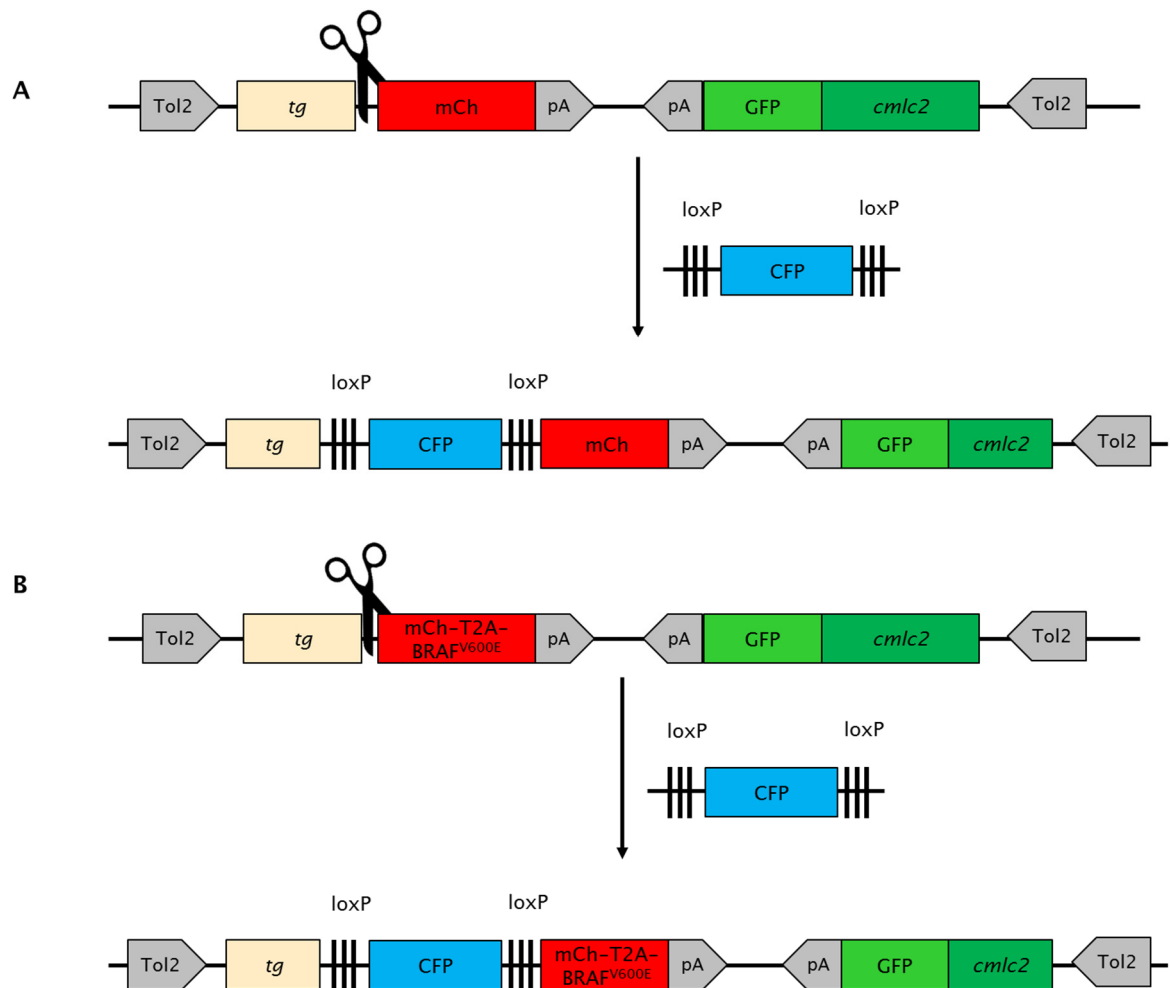 A
Tol2 tg mCh pA pA GFP cmlc2 Tol2
loxP loxP
CFP
loxP loxP
Tol2 tg CFP mCh pA pA GFP cmlc2 Tol2
B
Tol2 tg mCh-T2A- pA pA GFP cmlc2 Tol2
BRAFV600E
loxP loxP
CFP
loxP loxP
Tol2 tg CFP mCh-T2A- pA pA GFP cmlc2 Tol2
BRAFV600E